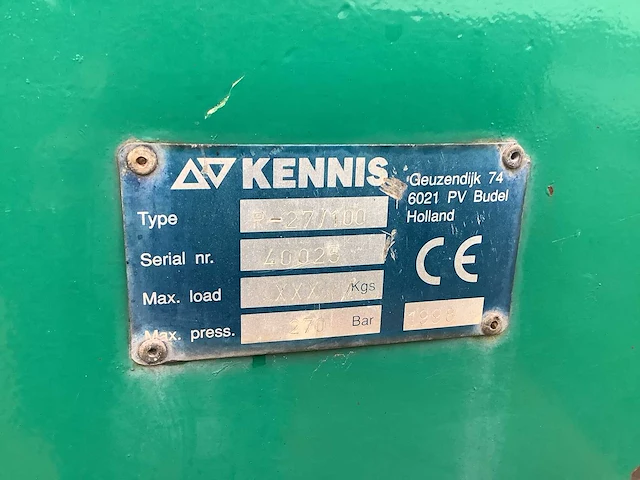 KENNIS
Geuzendijk 74
6021 PV Budel
Holland
Type R-27/100
Serial nr.
Max. load XXX Kgs
Max. press. 270 Bar
CE